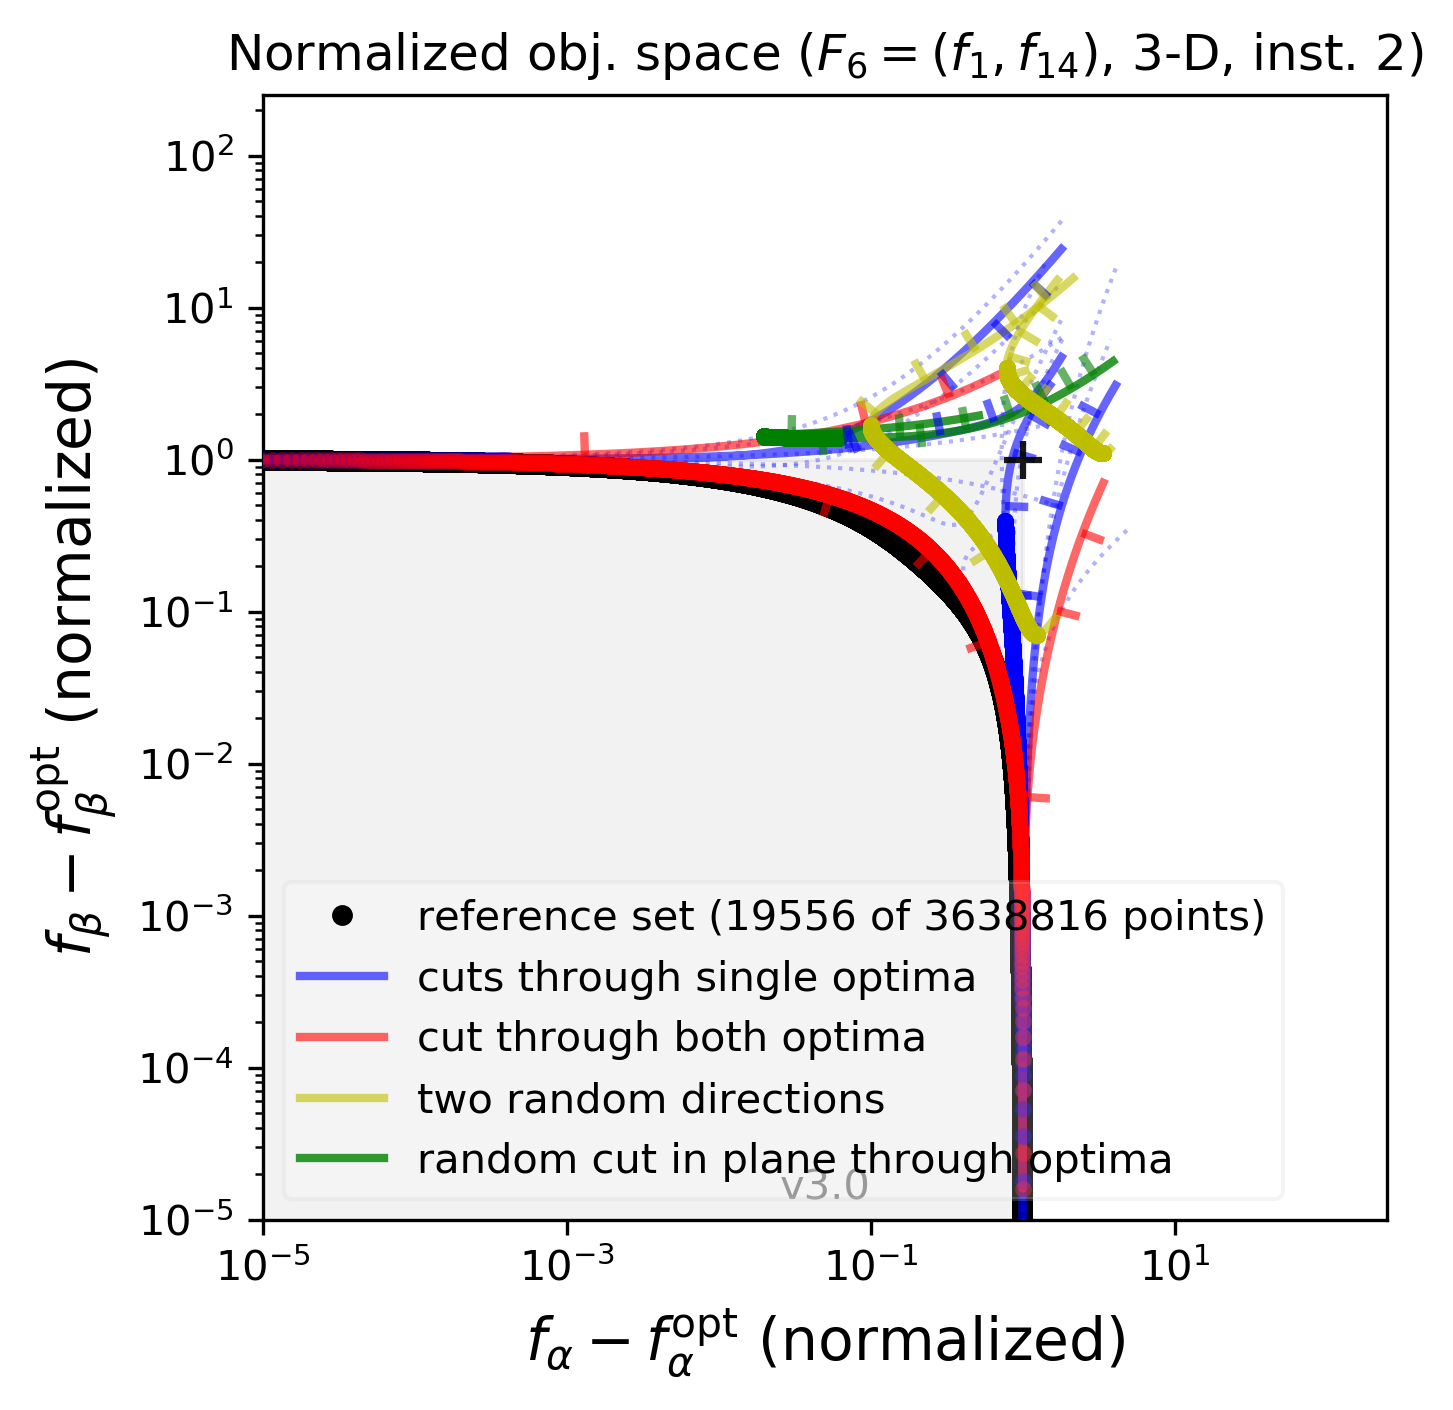 Normalized obj. space (F₆ = (f₁, f₁₄), 3-D, inst. 2)
10²
10¹
10⁰
10⁻¹
10⁻²
10⁻³
10⁻⁴
10⁻⁵
f_β − f_β^opt (normalized)
reference set (19556 of 3638816 points)
cuts through single optima
cut through both optima
two random directions
random cut in plane through optima
v3.0
10⁻⁵ 10⁻³ 10⁻¹ 10¹
f_α − f_α^opt (normalized)